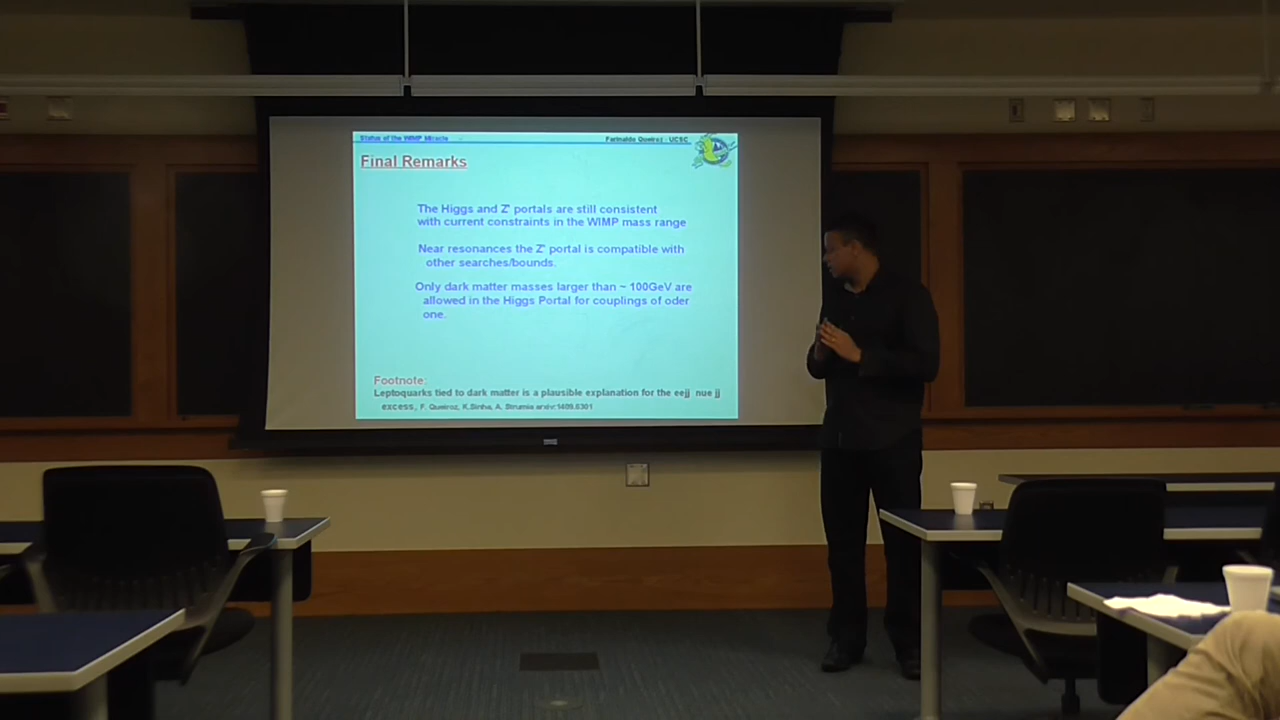 Status of the WIMP Miracle
Farinaldo Queiroz - UCSC
Final Remarks
The Higgs and Z' portals are still consistent
with current constraints in the WIMP mass range
Near resonances the Z' portal is compatible with
other searches/bounds.
Only dark matter masses larger than ~ 100GeV are
allowed in the Higgs Portal for couplings of oder
one.
Footnote:
Leptoquarks tied to dark matter is a plausible explanation for the eejj nue jj
excess, F. Queiroz, K.Sinha, A. Strumia arxiv:1409.6301